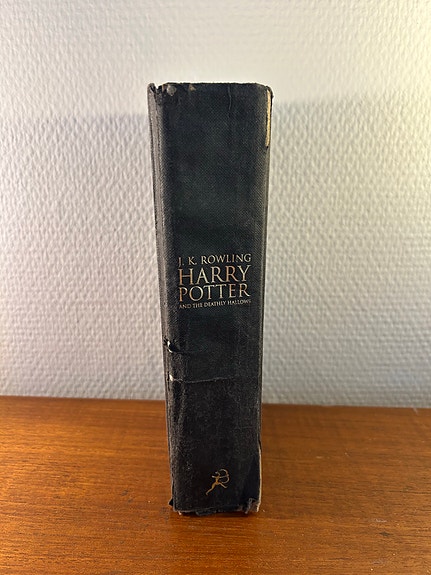 J. K. ROWLING
HARRY
POTTER
AND THE DEATHLY HALLOWS